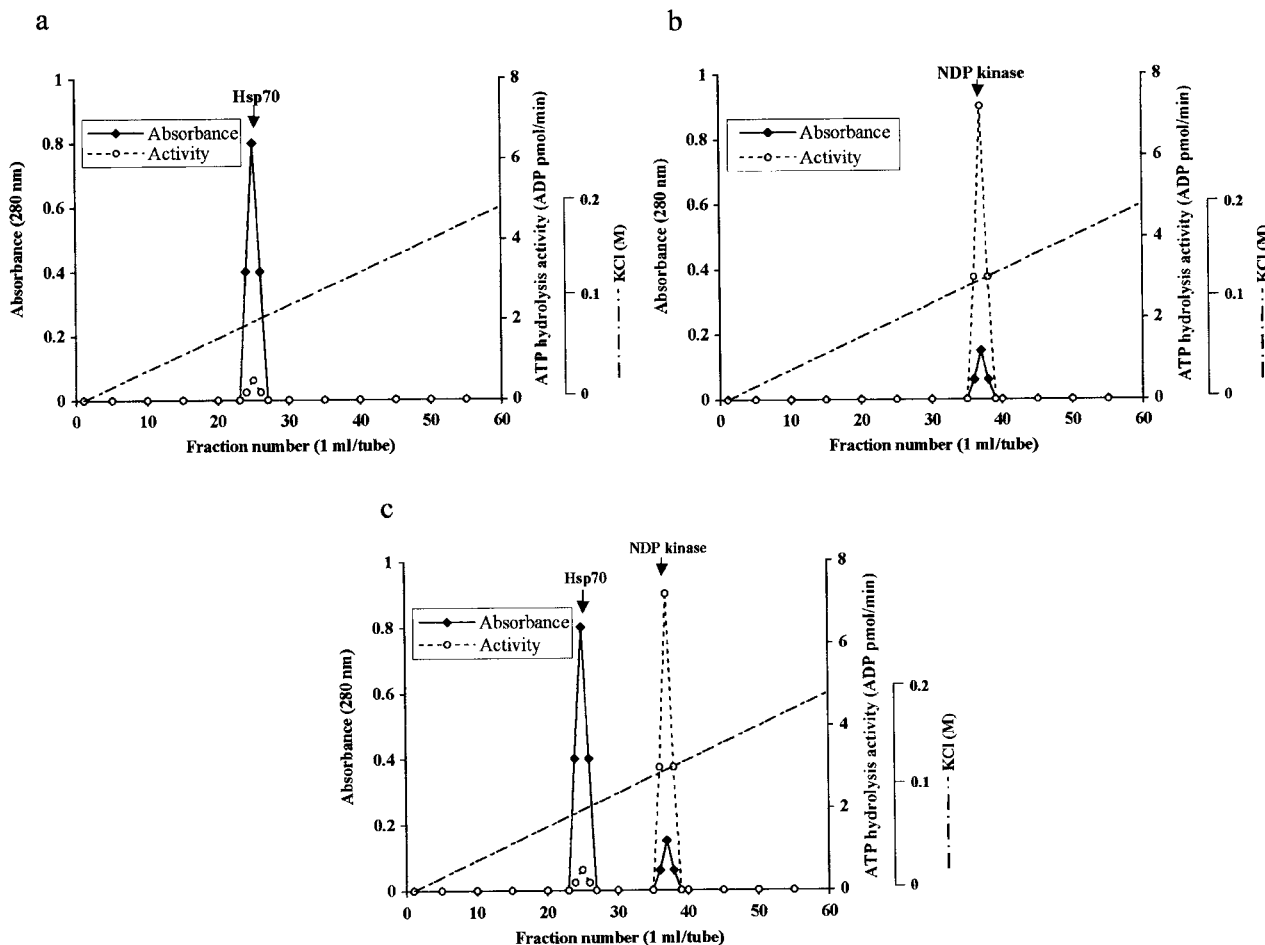 a
Hsp70
Absorbance
Activity
1
0.8
0.6
0.4
0.2
0
8
6
4
2
0
0.2
0.1
0
Absorbance (280 nm)
ATP hydrolysis activity (ADP pmol/min)
KCl (M)
0 10 20 30 40 50 60
Fraction number (1 ml/tube)
b
NDP kinase
Absorbance
Activity
1
0.8
0.6
0.4
0.2
0
8
6
4
2
0
0.2
0.1
0
Absorbance (280 nm)
ATP hydrolysis activity (ADP pmol/min)
KCl (M)
0 10 20 30 40 50 60
Fraction number (1 ml/tube)
c
NDP kinase
Hsp70
Absorbance
Activity
1
0.8
0.6
0.4
0.2
0
8
6
4
2
0
0.2
0.1
0
Absorbance (280 nm)
ATP hydrolysis activity (ADP pmol/min)
KCl (M)
0 10 20 30 40 50 60
Fraction number (1 ml/tube)